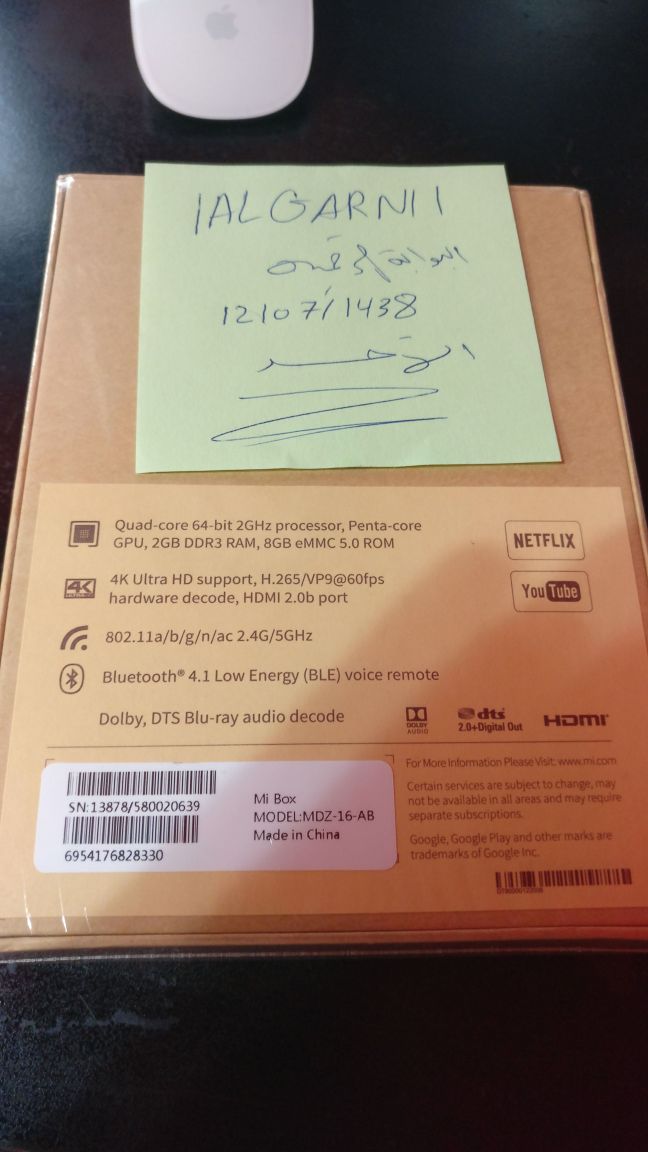 1ALGARNI1
البوابة الرقمية
12/07/1438
Quad-core 64-bit 2GHz processor, Penta-core
GPU, 2GB DDR3 RAM, 8GB eMMC 5.0 ROM
NETFLIX
4K
4K Ultra HD support, H.265/VP9@60fps
hardware decode, HDMI 2.0b port
YouTube
802.11a/b/g/n/ac 2.4G/5GHz
Bluetooth® 4.1 Low Energy (BLE) voice remote
Dolby, DTS Blu-ray audio decode
DOLBY
AUDIO
dts
2.0+Digital Out
HDMI
SN:13878/580020639
6954176828330
Mi Box
MODEL:MDZ-16-AB
Made in China
For More Information Please Visit: www.mi.com
Certain services are subject to change, may
not be available in all areas and may require
separate subscriptions.
Google, Google Play and other marks are
trademarks of Google Inc.